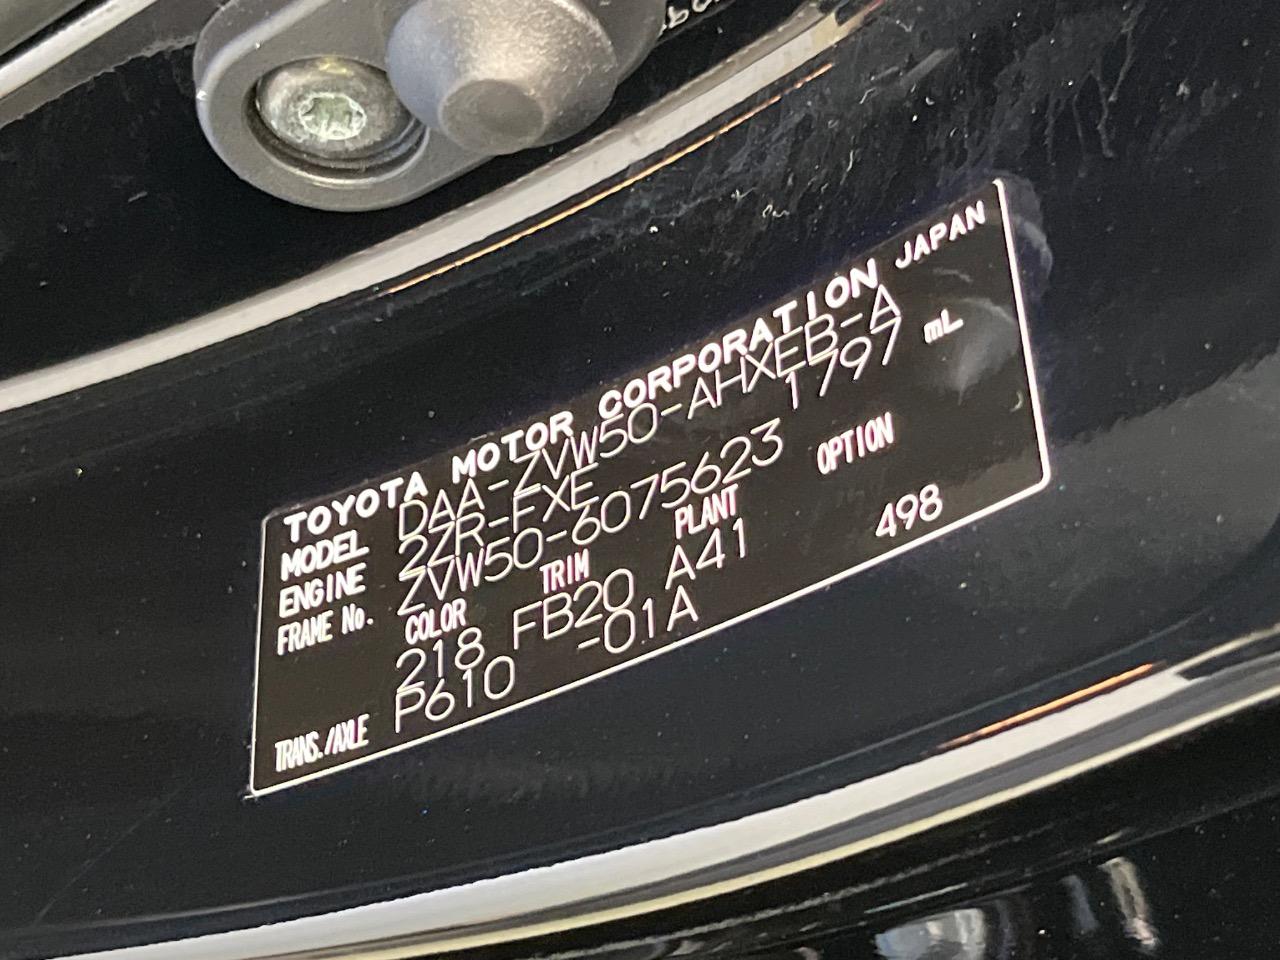 TOYOTA MOTOR CORPORATION JAPAN
MODEL DAA-ZVW50-AHXEB-A
ENGINE 2ZR-FXE 1797 mL
FRAME No. ZVW50-6075623
COLOR TRIM PLANT OPTION
218 FB20 A41 498
TRANS./AXLE P610 -01A